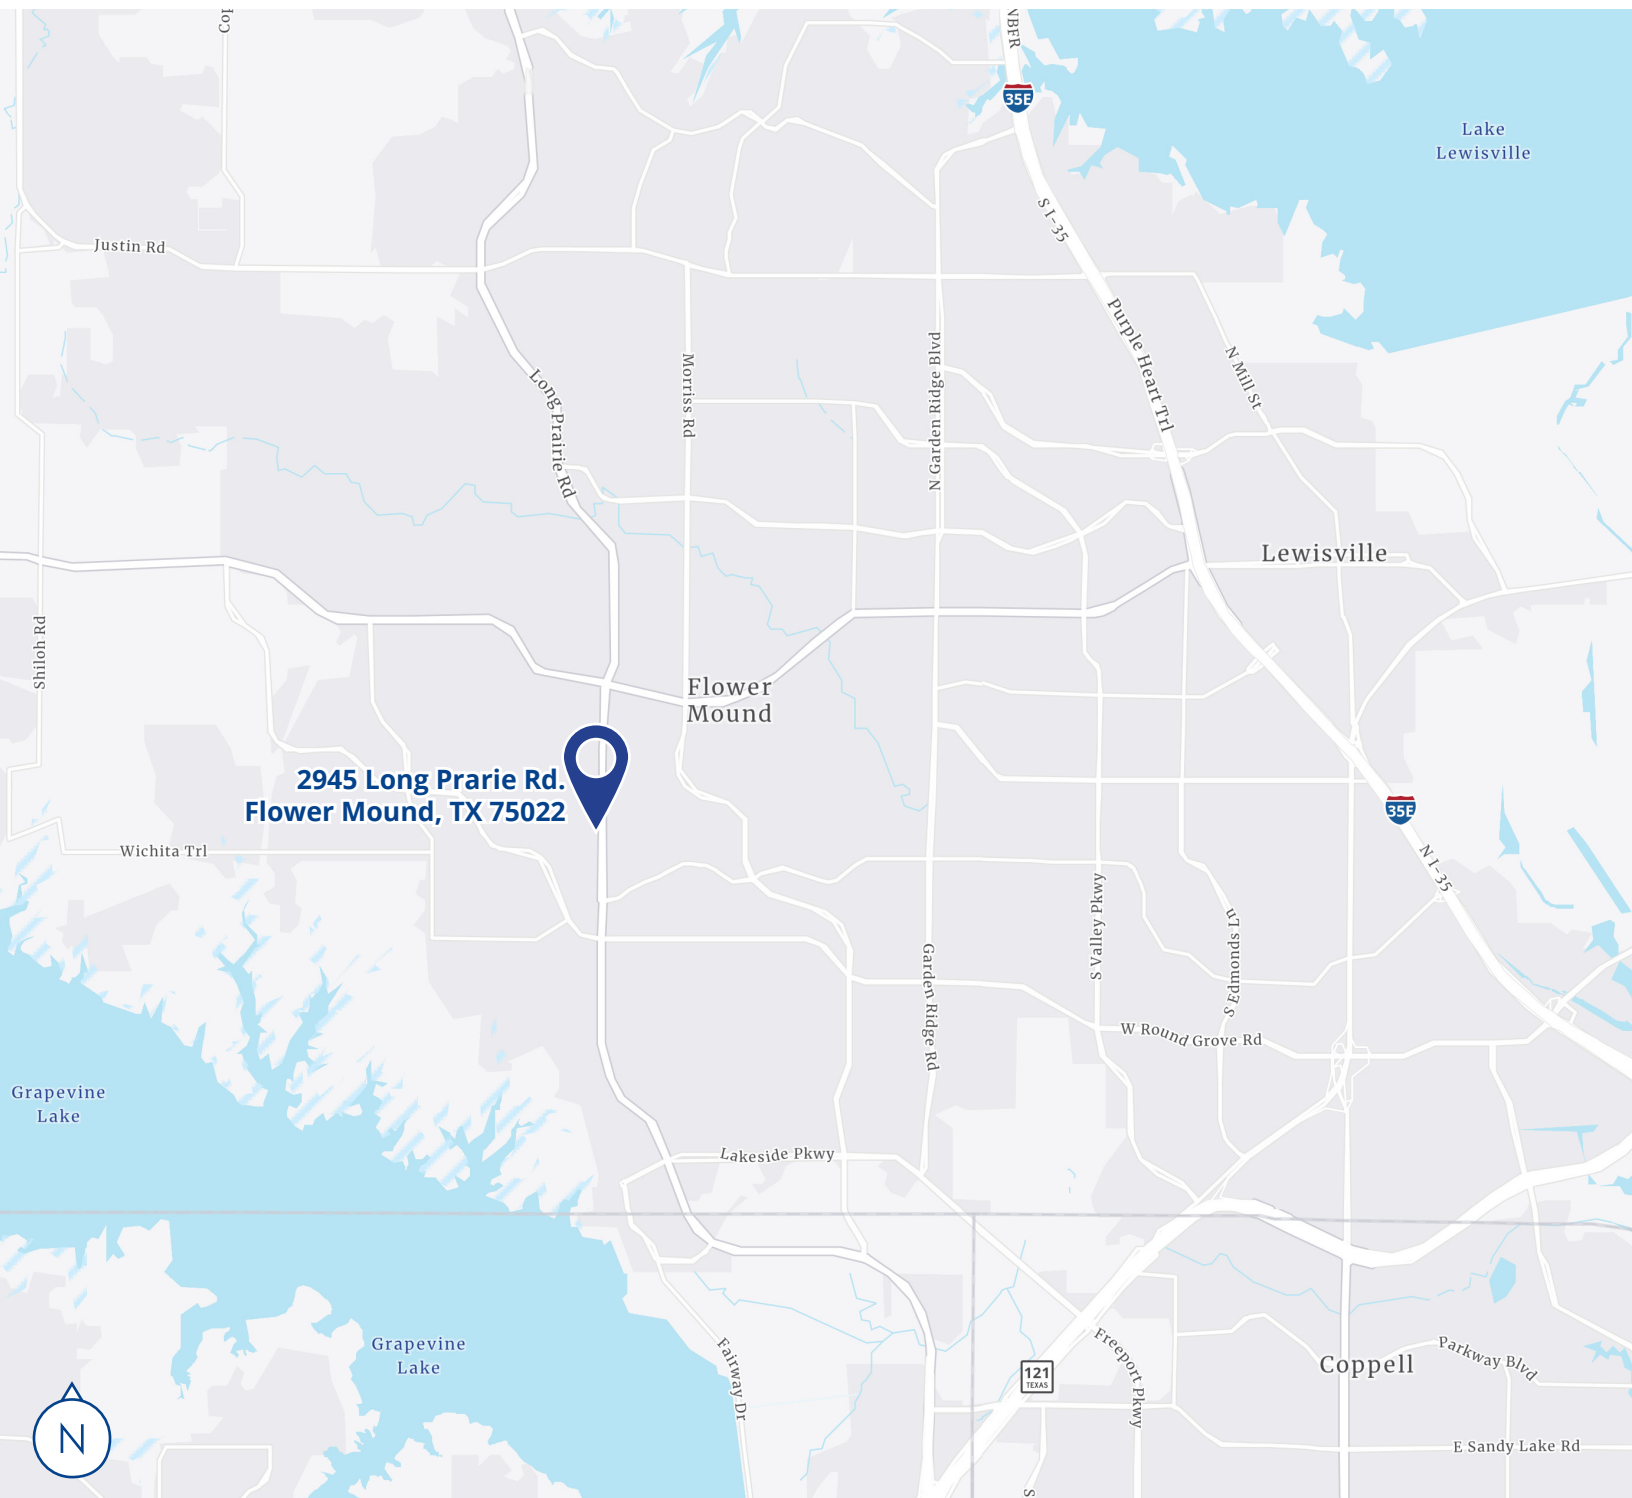 Col
NBFR
35E
Lake
Lewisville
S I-35
Justin Rd
Purple Heart Trl
N Mill St
Long Prairie Rd
Morriss Rd
N Garden Ridge Blvd
Lewisville
Shiloh Rd
Flower
Mound
2945 Long Prarie Rd.
Flower Mound, TX 75022
35E
Wichita Trl
N I-35
S Valley Pkwy
S Edmonds Ln
Garden Ridge Rd
W Round Grove Rd
Grapevine
Lake
Lakeside Pkwy
Grapevine
Lake
Fairway Dr
121
TEXAS
Freeport Pkwy
Coppell
Parkway Blvd
N
E Sandy Lake Rd
S